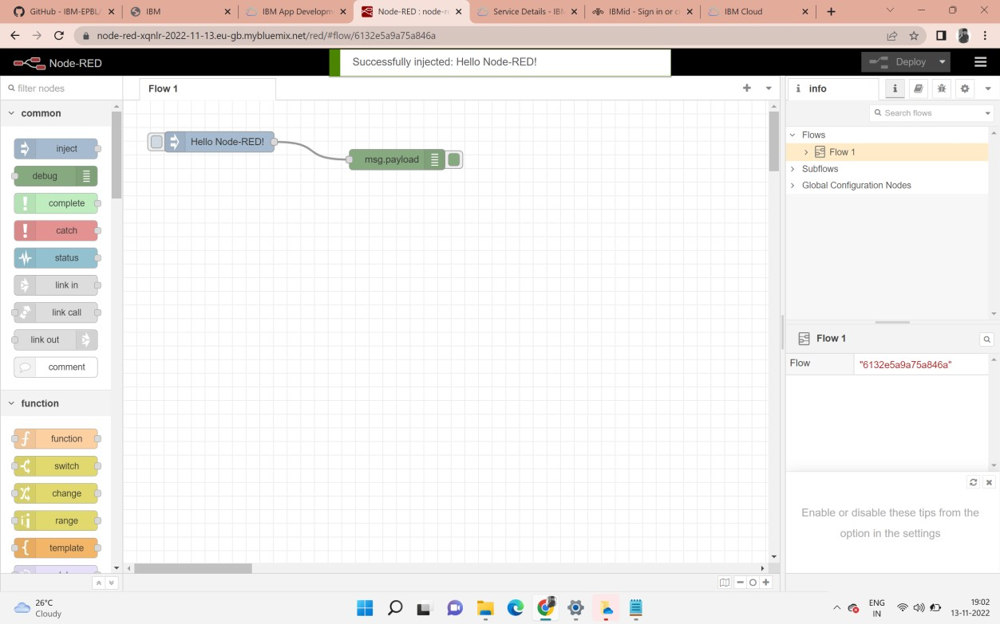 GitHub - IBM-EPBL/
IBM
IBM App Developm
Node-RED : node-r
Service Details - IB
IBMid - Sign in or c
IBM Cloud
node-red-xqnlr-2022-11-13.eu-gb.mybluemix.net/red/#flow/6132e5a9a75a846a
Node-RED
Successfully injected: Hello Node-RED!
Deploy
filter nodes
Flow 1
info
Search flows
common
inject
debug
complete
catch
status
link in
link call
link out
comment
function
function
switch
change
range
template
Hello Node-RED!
msg.payload
Flows
Flow 1
Subflows
Global Configuration Nodes
Flow 1
Flow
"6132e5a9a75a846a"
Enable or disable these tips from the
option in the settings
26°C
Cloudy
ENG
IN
19:02
13-11-2022